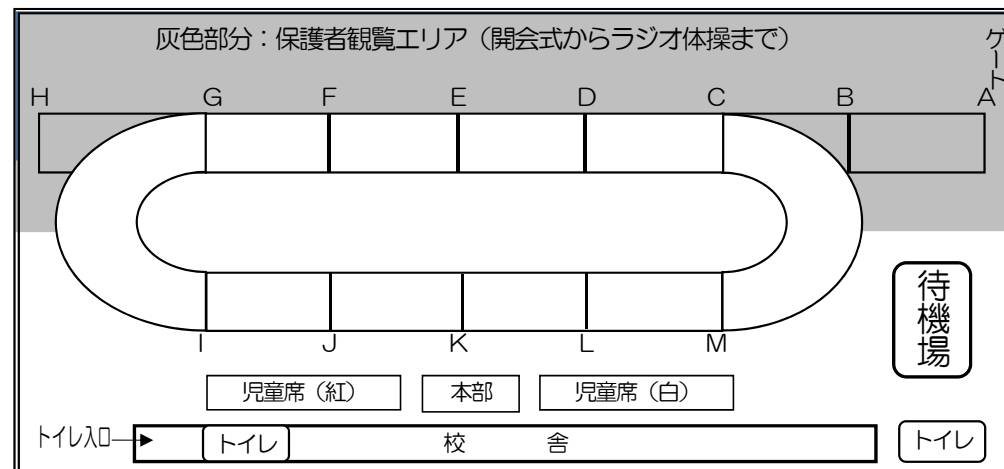 灰色部分：保護者観覧エリア（開会式からラジオ体操まで）
ゲート
H G F E D C B A
待機場
I J K L M
児童席（紅） 本部 児童席（白）
トイレ入口 トイレ 校 舎 トイレ